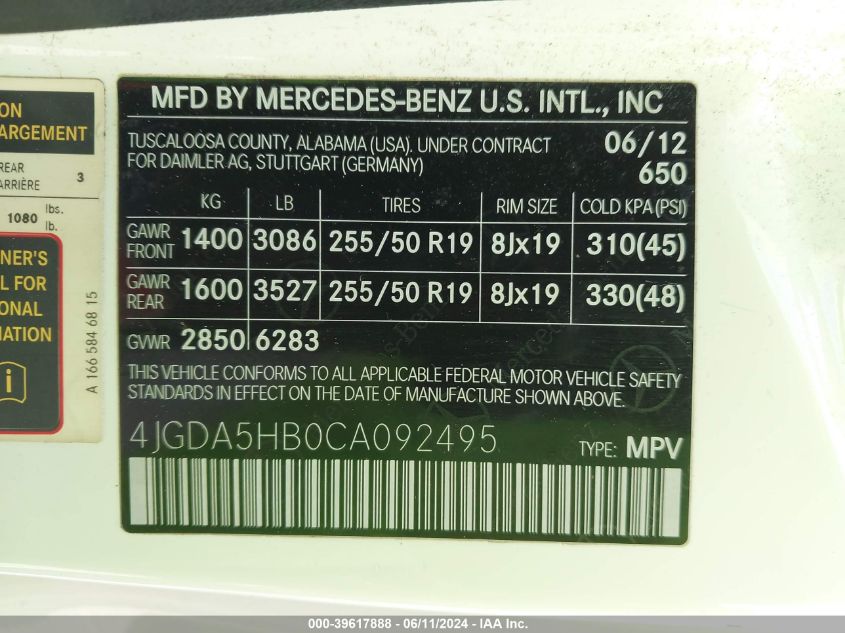 ON
ARGEMENT
REAR
ARRIÈRE 3
1080 lbs.
lb.
NER'S
L FOR
IONAL
MATION
i
A 166 584 68 15
MFD BY MERCEDES-BENZ U.S. INTL., INC
TUSCALOOSA COUNTY, ALABAMA (USA). UNDER CONTRACT 06/12
FOR DAIMLER AG, STUTTGART (GERMANY) 650
KG LB TIRES RIM SIZE COLD KPA (PSI)
GAWR FRONT 1400 3086 255/50 R19 8Jx19 310(45)
GAWR REAR 1600 3527 255/50 R19 8Jx19 330(48)
GVWR 2850 6283
THIS VEHICLE CONFORMS TO ALL APPLICABLE FEDERAL MOTOR VEHICLE SAFETY
STANDARDS IN EFFECT ON THE DATE OF MANUFACTURE SHOWN ABOVE.
4JGDA5HB0CA092495 TYPE: MPV
000-39617888 - 06/11/2024 - IAA Inc.